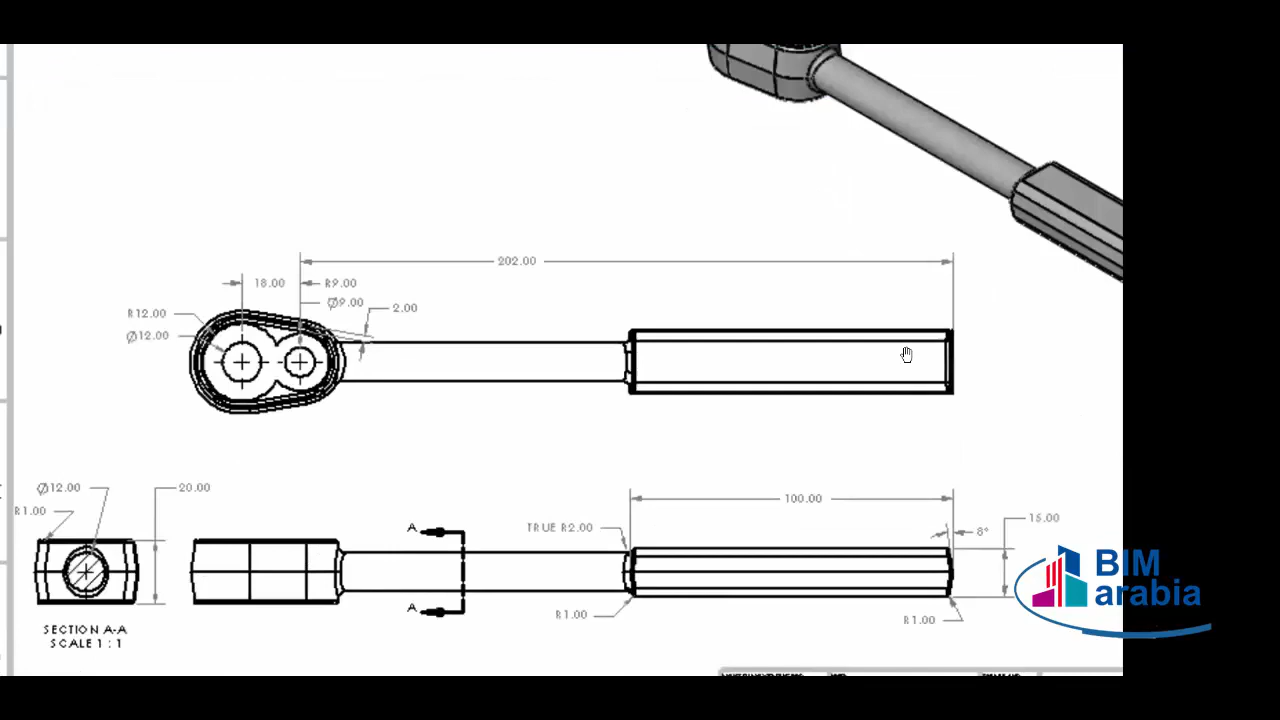 202.00
18.00
R9.00
Ø9.00
2.00
R12.00
Ø12.00
Ø12.00
20.00
R1.00
A
A
TRUE R2.00
100.00
8°
15.00
R1.00
R1.00
SECTION A-A
SCALE 1 : 1
BIM
arabia